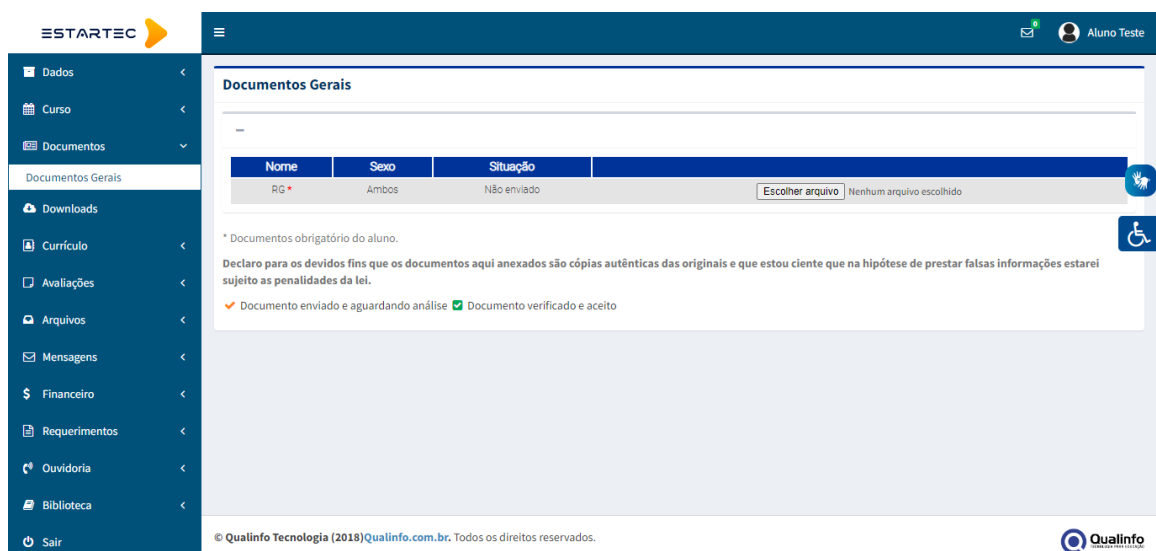 ESTARTEC
0
Aluno Teste
Dados
Curso
Documentos
Documentos Gerais
Downloads
Currículo
Avaliações
Arquivos
Mensagens
$ Financeiro
Requerimentos
Ouvidoria
Biblioteca
Sair
Documentos Gerais
Nome Sexo Situação
RG * Ambos Não enviado Escolher arquivo Nenhum arquivo escolhido
* Documentos obrigatório do aluno.
Declaro para os devidos fins que os documentos aqui anexados são cópias autênticas das originais e que estou ciente que na hipótese de prestar falsas informações estarei
sujeito as penalidades da lei.
Documento enviado e aguardando análise Documento verificado e aceito
© Qualinfo Tecnologia (2018)Qualinfo.com.br. Todos os direitos reservados.
Qualinfo
TECNOLOGIA PARA EDUCAÇÃO